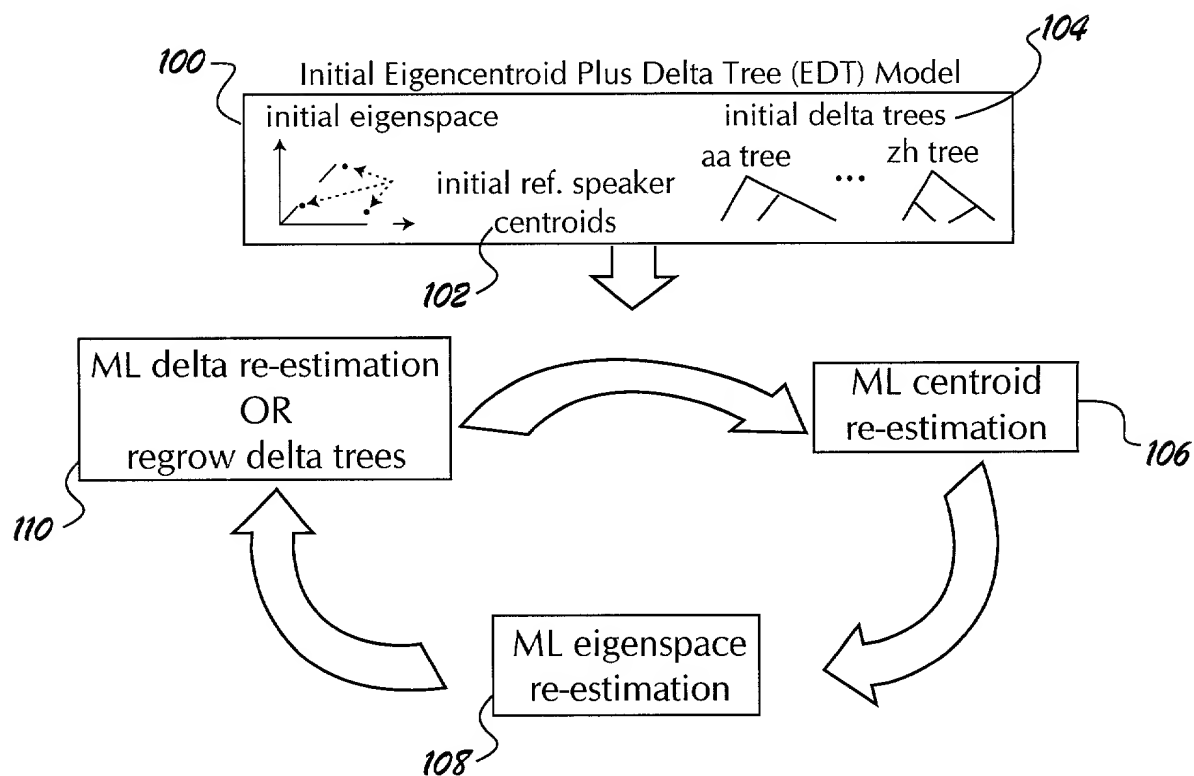 104
100
Initial Eigencentroid Plus Delta Tree (EDT) Model
initial eigenspace
initial delta trees
aa tree
...
zh tree
initial ref. speaker
centroids
102
ML delta re-estimation
OR
regrow delta trees
110
ML centroid
re-estimation
106
ML eigenspace
re-estimation
108